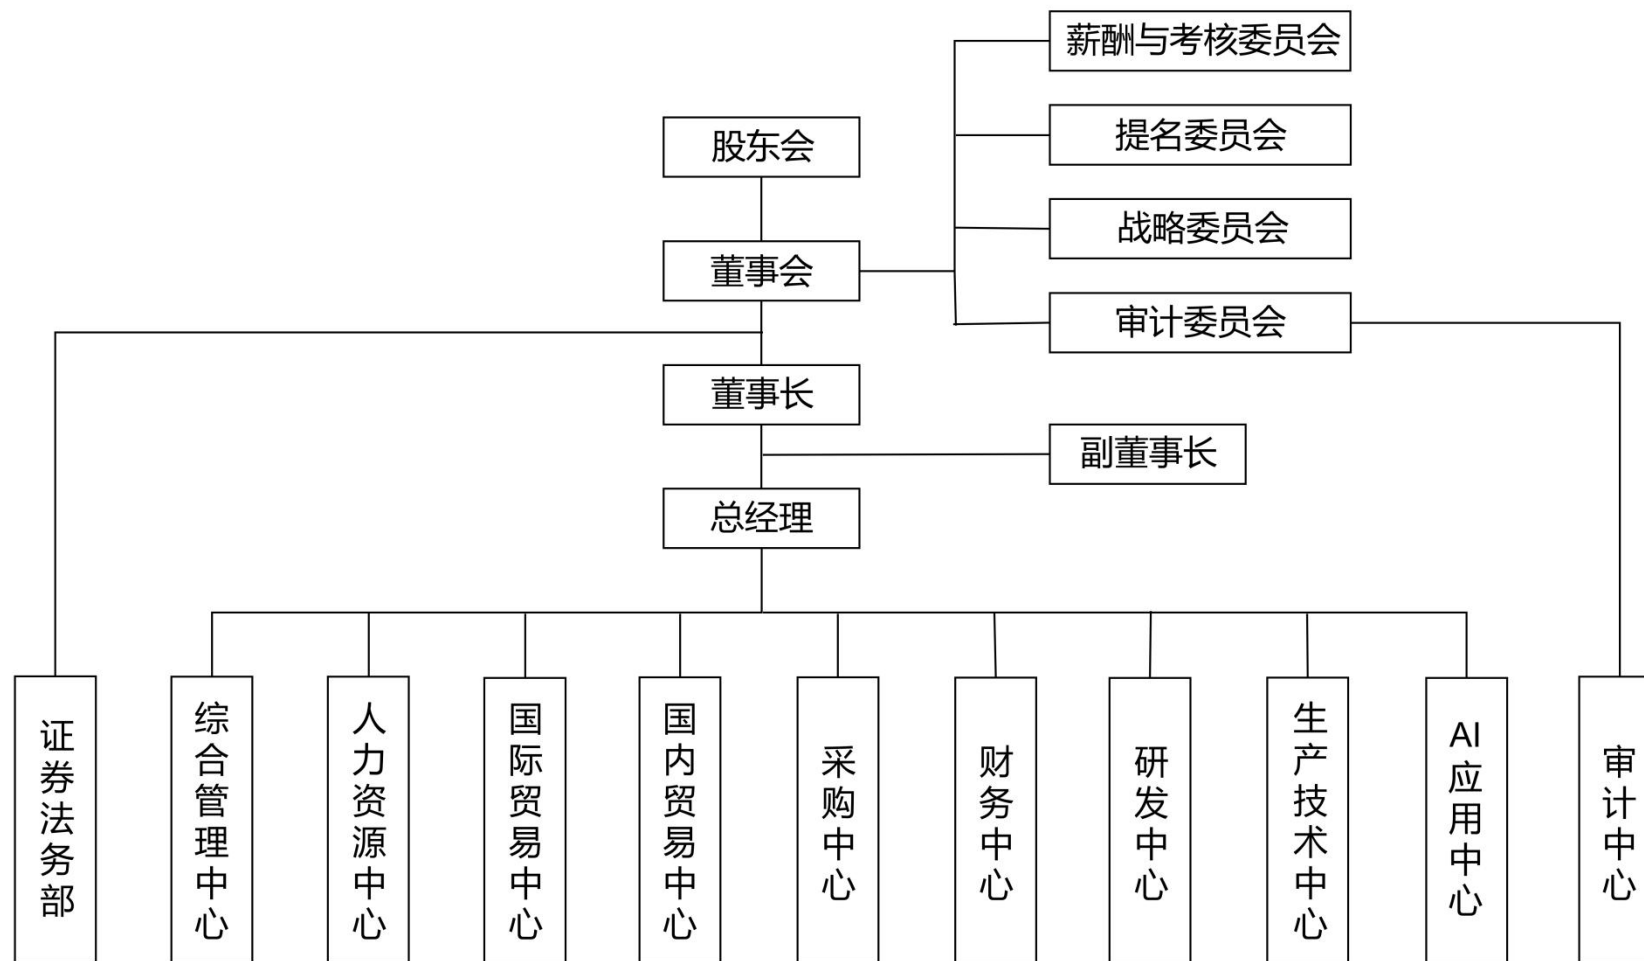 薪酬与考核委员会
提名委员会
股东会
战略委员会
董事会
审计委员会
董事长
副董事长
总经理
证券法务部
综合管理中心
人力资源中心
国际贸易中心
国内贸易中心
采购中心
财务中心
研发中心
生产技术中心
AI应用中心
审计中心